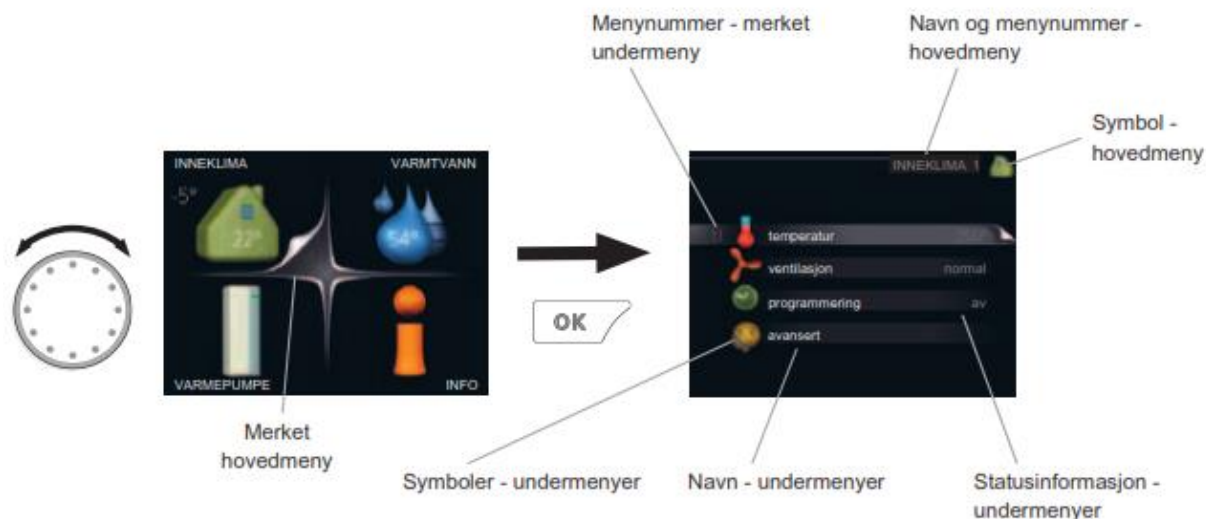 Menynummer - merket
undermeny
Navn og menynummer -
hovedmeny
Symbol -
hovedmeny
INNEKLIMA
VARMTVANN
-5°
22°
54°
VARMEPUMPE
INFO
Merket
hovedmeny
OK
INNEKLIMA 1
temperatur
ventilasjon
normal
programmering
av
avansert
Symboler - undermenyer
Navn - undermenyer
Statusinformasjon -
undermenyer